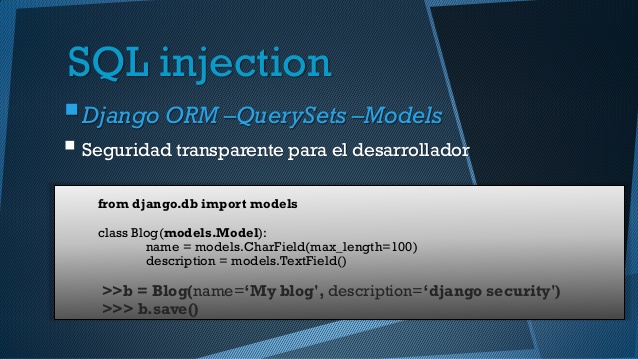 SQL injection
Django ORM –QuerySets –Models
Seguridad transparente para el desarrollador
from django.db import models
class Blog(models.Model):
name = models.CharField(max_length=100)
description = models.TextField()
>>b = Blog(name=‘My blog', description=‘django security')
>>> b.save()